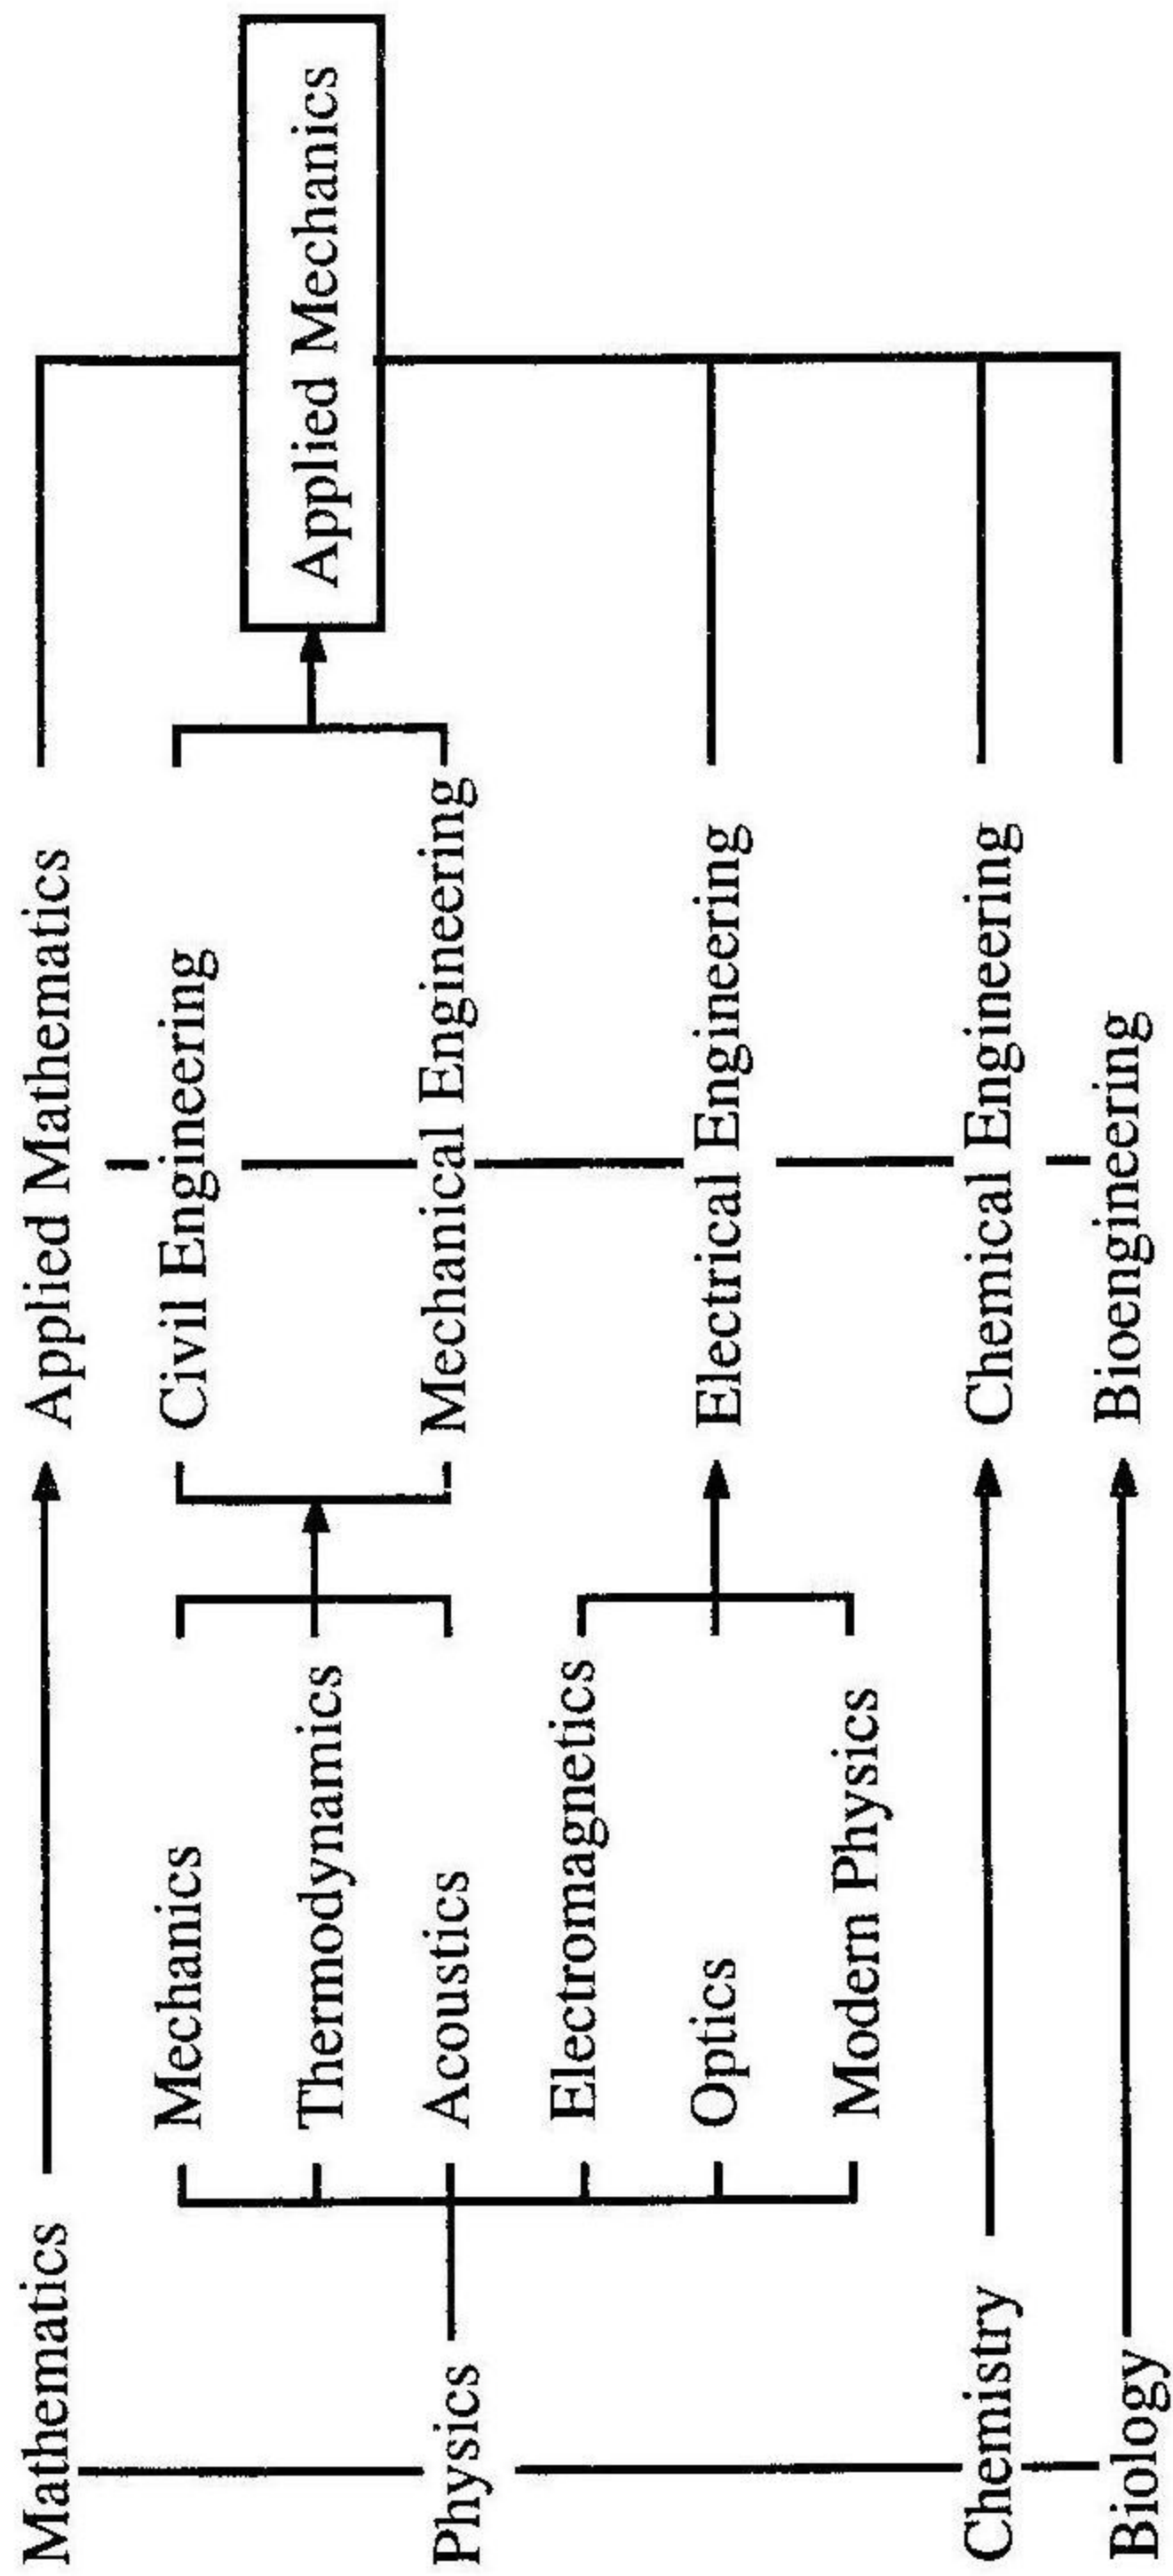 Mathematics
Physics
Chemistry
Biology
Mechanics
Thermodynamics
Acoustics
Electromagnetics
Optics
Modern Physics
Applied Mathematics
Civil Engineering
Mechanical Engineering
Electrical Engineering
Chemical Engineering
Bioengineering
Applied Mechanics